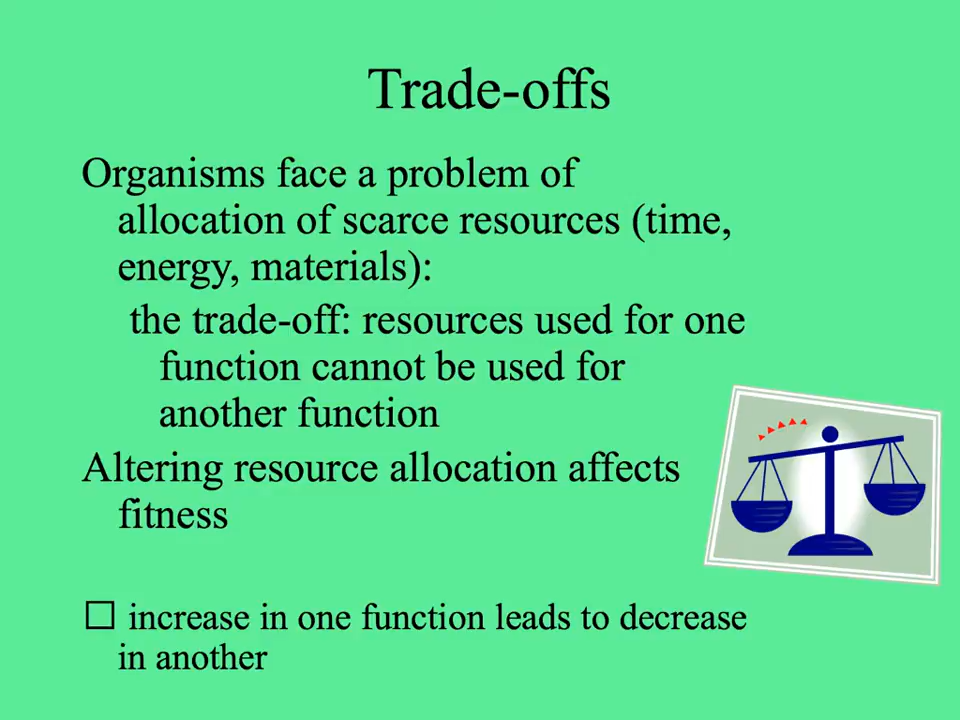 Trade-offs
Organisms face a problem of
allocation of scarce resources (time,
energy, materials):
the trade-off: resources used for one
function cannot be used for
another function
Altering resource allocation affects
fitness
☐ increase in one function leads to decrease
in another